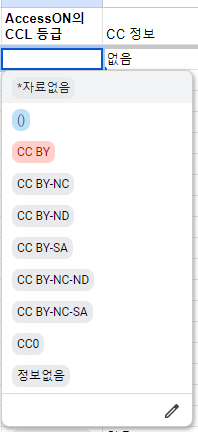 AccessON의
CCL 등급
CC 정보
없음
*자료없음
()
CC BY
CC BY-NC
CC BY-ND
CC BY-SA
CC BY-NC-ND
CC BY-NC-SA
CC0
정보없음